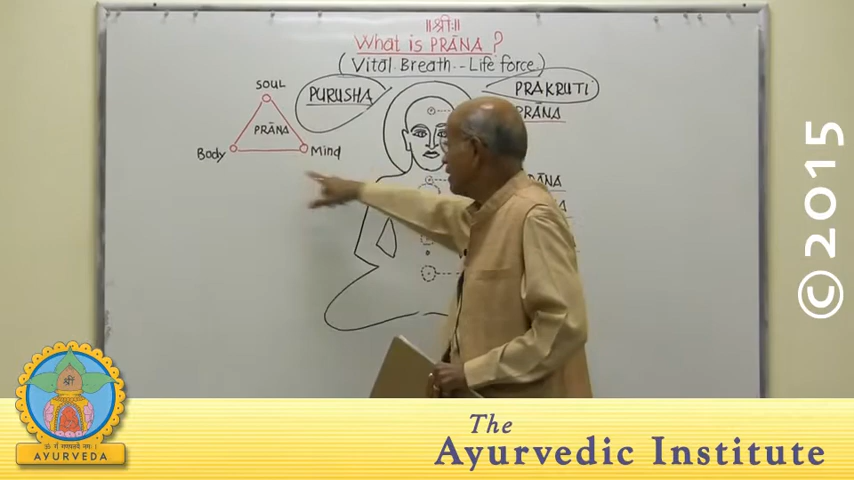 ॥श्रीः॥
What is PRĀNA ?
(Vital Breath -- Life force)
SOUL
PRĀNA
Body
Mind
PURUSHA
PRAKRUTI
PRĀNA
© 2015
The
Ayurvedic Institute
श्रीं
AYURVEDA